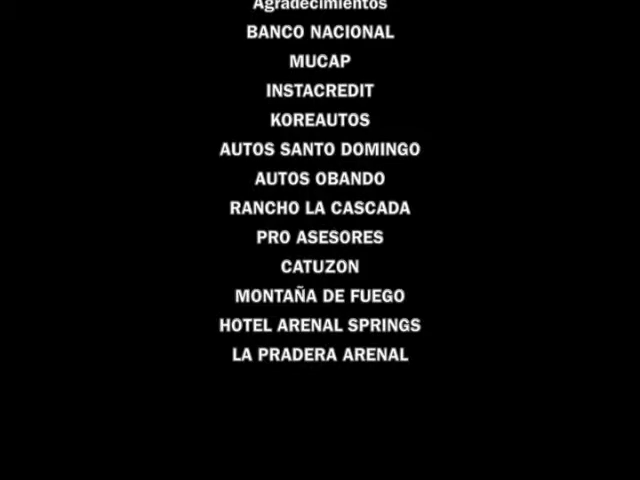 Agradecimientos
BANCO NACIONAL
MUCAP
INSTACREDIT
KOREAUTOS
AUTOS SANTO DOMINGO
AUTOS OBANDO
RANCHO LA CASCADA
PRO ASESORES
CATUZON
MONTAÑA DE FUEGO
HOTEL ARENAL SPRINGS
LA PRADERA ARENAL